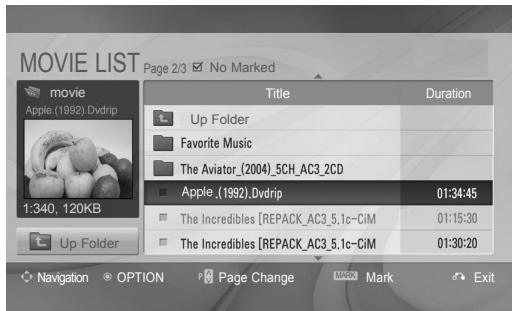 MOVIE LIST Page 2/3 No Marked
movie
Apple.(1992).Dvdrip
1:340, 120KB
Up Folder
Title Duration
Up Folder
Favorite Music
The Aviator_(2004)_5CH_AC3_2CD
Apple .(1992).Dvdrip 01:34:45
The Incredibles [REPACK_AC3_5.1c-CiM 01:15:30
The Incredibles [REPACK_AC3_5.1c-CiM 01:30:20
Navigation OPTION P Page Change MARK Mark Exit